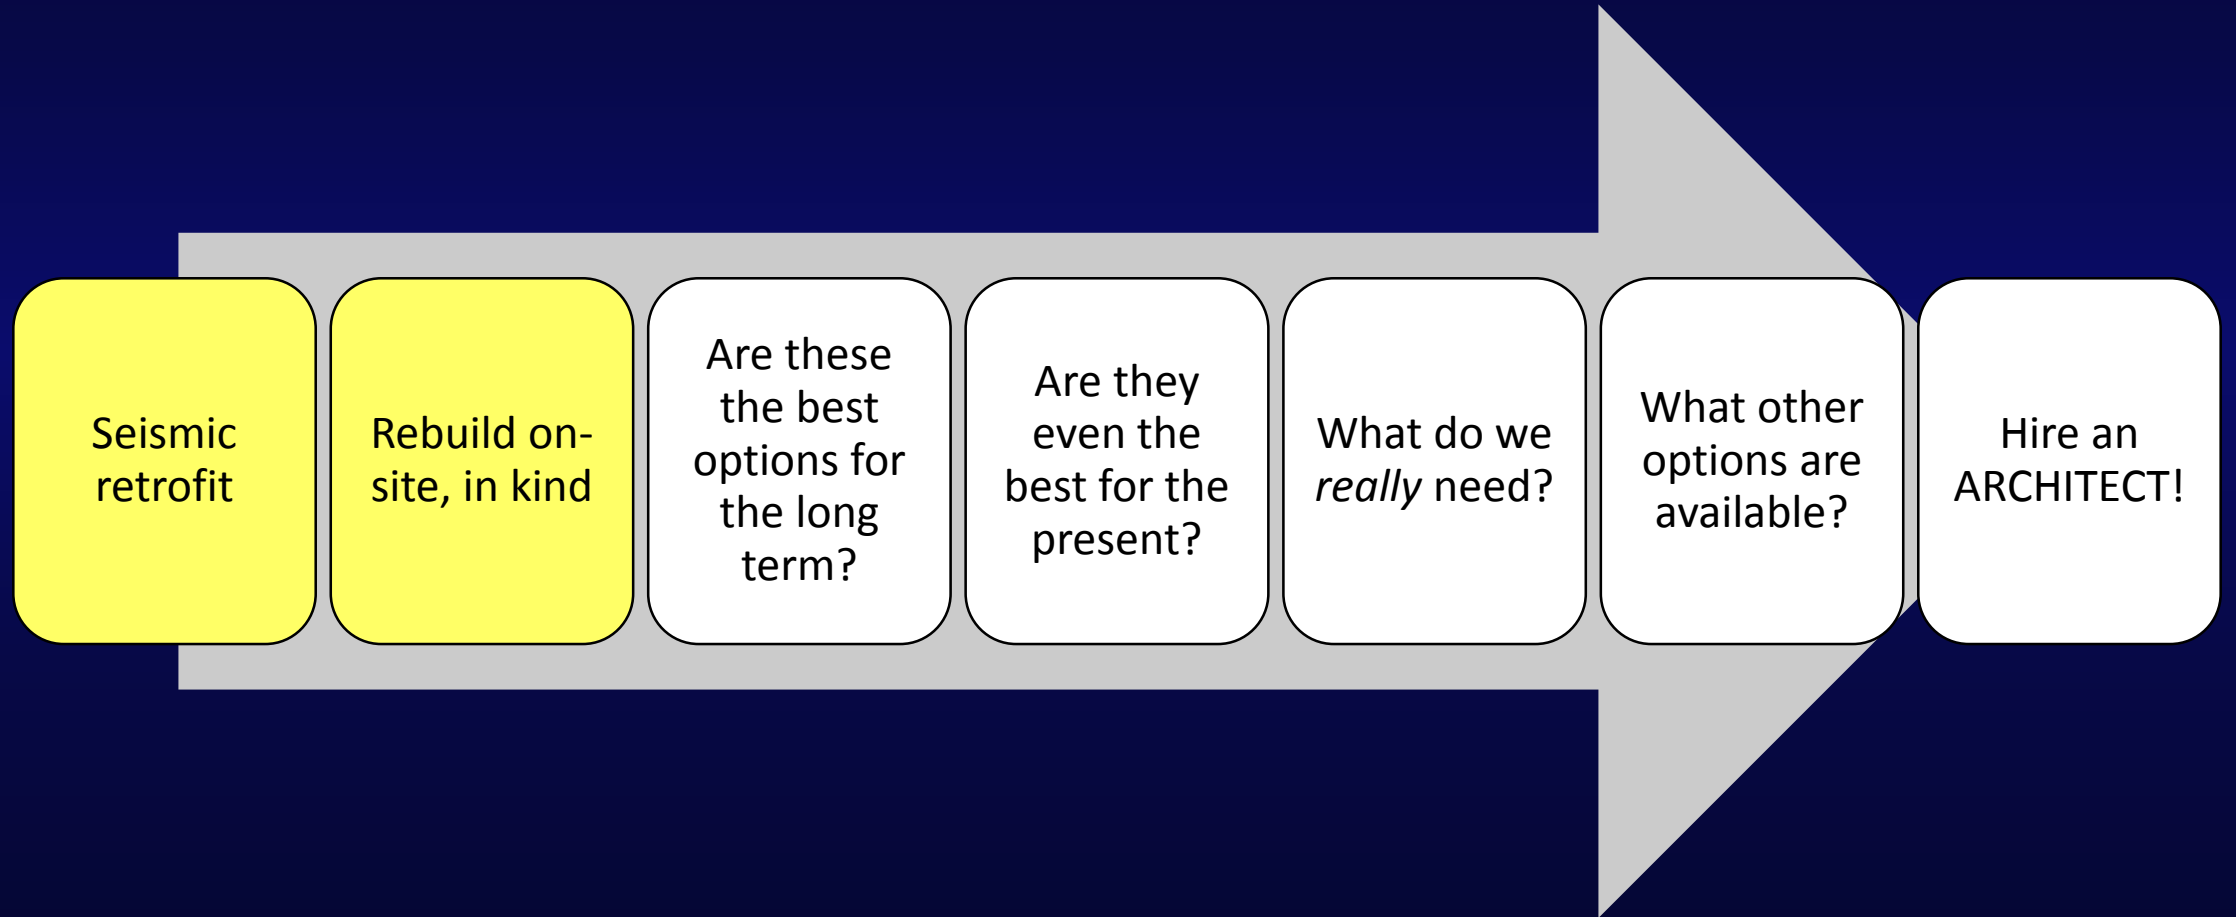 Seismic
retrofit
Rebuild on-
site, in kind
Are these
the best
options for
the long
term?
Are they
even the
best for the
present?
What do we
really need?
What other
options are
available?
Hire an
ARCHITECT!